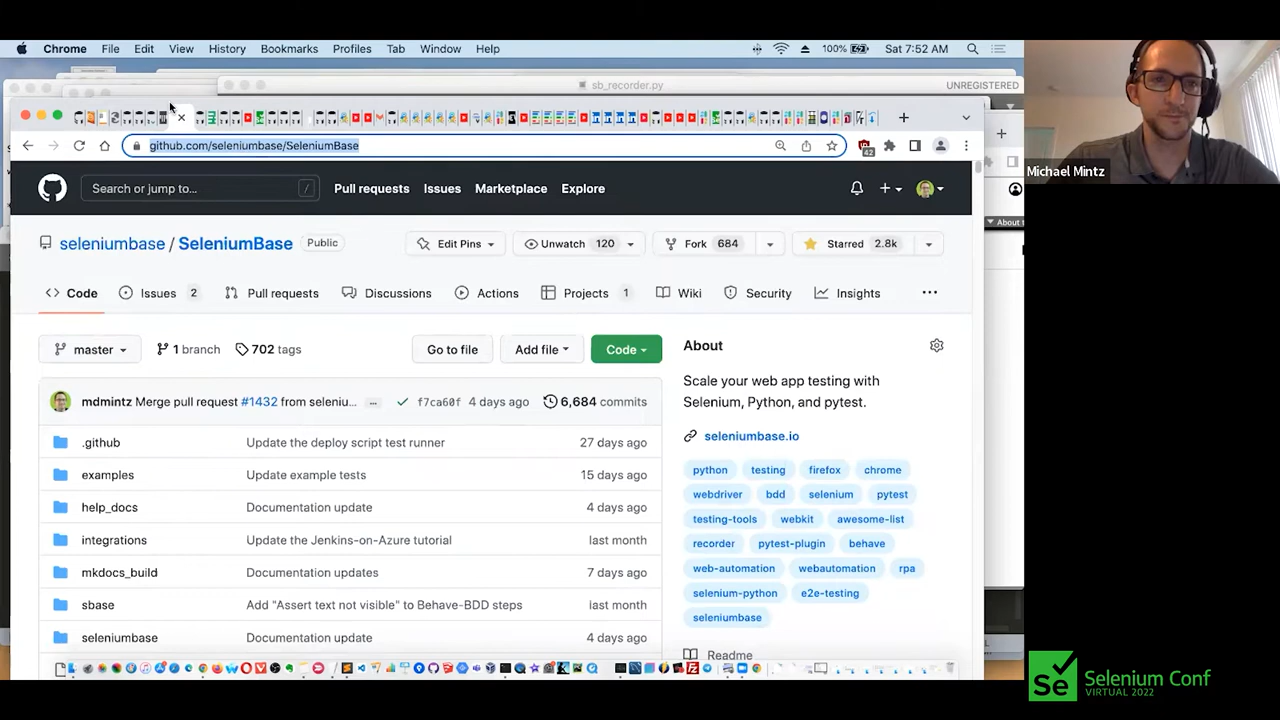 Chrome File Edit View History Bookmarks Profiles Tab Window Help 100% Sat 7:52 AM
sb_recorder.py UNREGISTERED
github.com/seleniumbase/SeleniumBase 42
Michael Mintz
Search or jump to... / Pull requests Issues Marketplace Explore
About t
seleniumbase / SeleniumBase Public Edit Pins Unwatch 120 Fork 684 Starred 2.8k
Code Issues 2 Pull requests Discussions Actions Projects 1 Wiki Security Insights
master 1 branch 702 tags Go to file Add file Code
About
Scale your web app testing with
Selenium, Python, and pytest.
seleniumbase.io
python testing firefox chrome
webdriver bdd selenium pytest
testing-tools webkit awesome-list
recorder pytest-plugin behave
web-automation webautomation rpa
selenium-python e2e-testing
seleniumbase
Readme
mdmintz Merge pull request #1432 from seleniu... ... f7ca60f 4 days ago 6,684 commits
.github Update the deploy script test runner 27 days ago
examples Update example tests 15 days ago
help_docs Documentation update 4 days ago
integrations Update the Jenkins-on-Azure tutorial last month
mkdocs_build Documentation updates 7 days ago
sbase Add "Assert text not visible" to Behave-BDD steps last month
seleniumbase Documentation update 4 days ago
Se Selenium Conf
VIRTUAL 2022